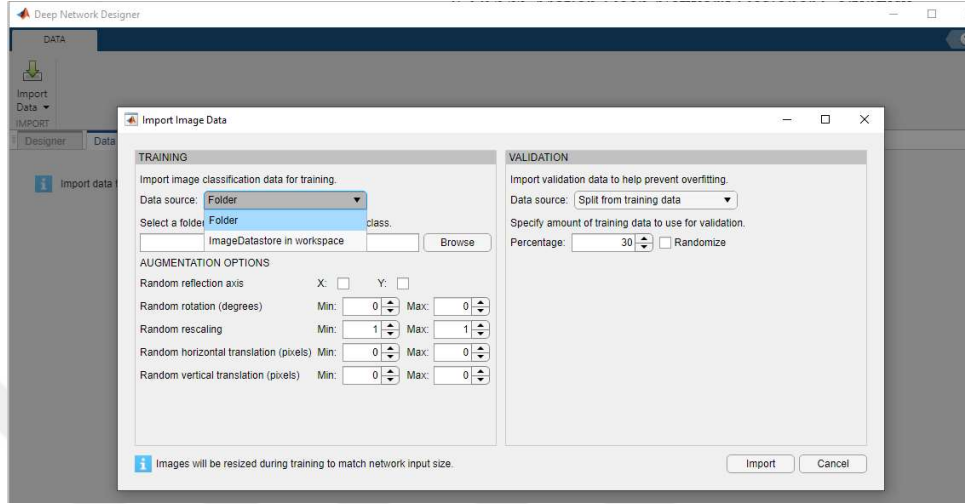 Deep Network Designer
DATA
Import
Data
IMPORT
Designer Data
Import data
Import Image Data
TRAINING
Import image classification data for training.
Data source: Folder
Folder
ImageDatastore in workspace
Select a folde class.
Browse
AUGMENTATION OPTIONS
Random reflection axis X: Y:
Random rotation (degrees) Min: 0 Max: 0
Random rescaling Min: 1 Max: 1
Random horizontal translation (pixels) Min: 0 Max: 0
Random vertical translation (pixels) Min: 0 Max: 0
VALIDATION
Import validation data to help prevent overfitting.
Data source: Split from training data
Specify amount of training data to use for validation.
Percentage: 30 Randomize
Images will be resized during training to match network input size.
Import Cancel